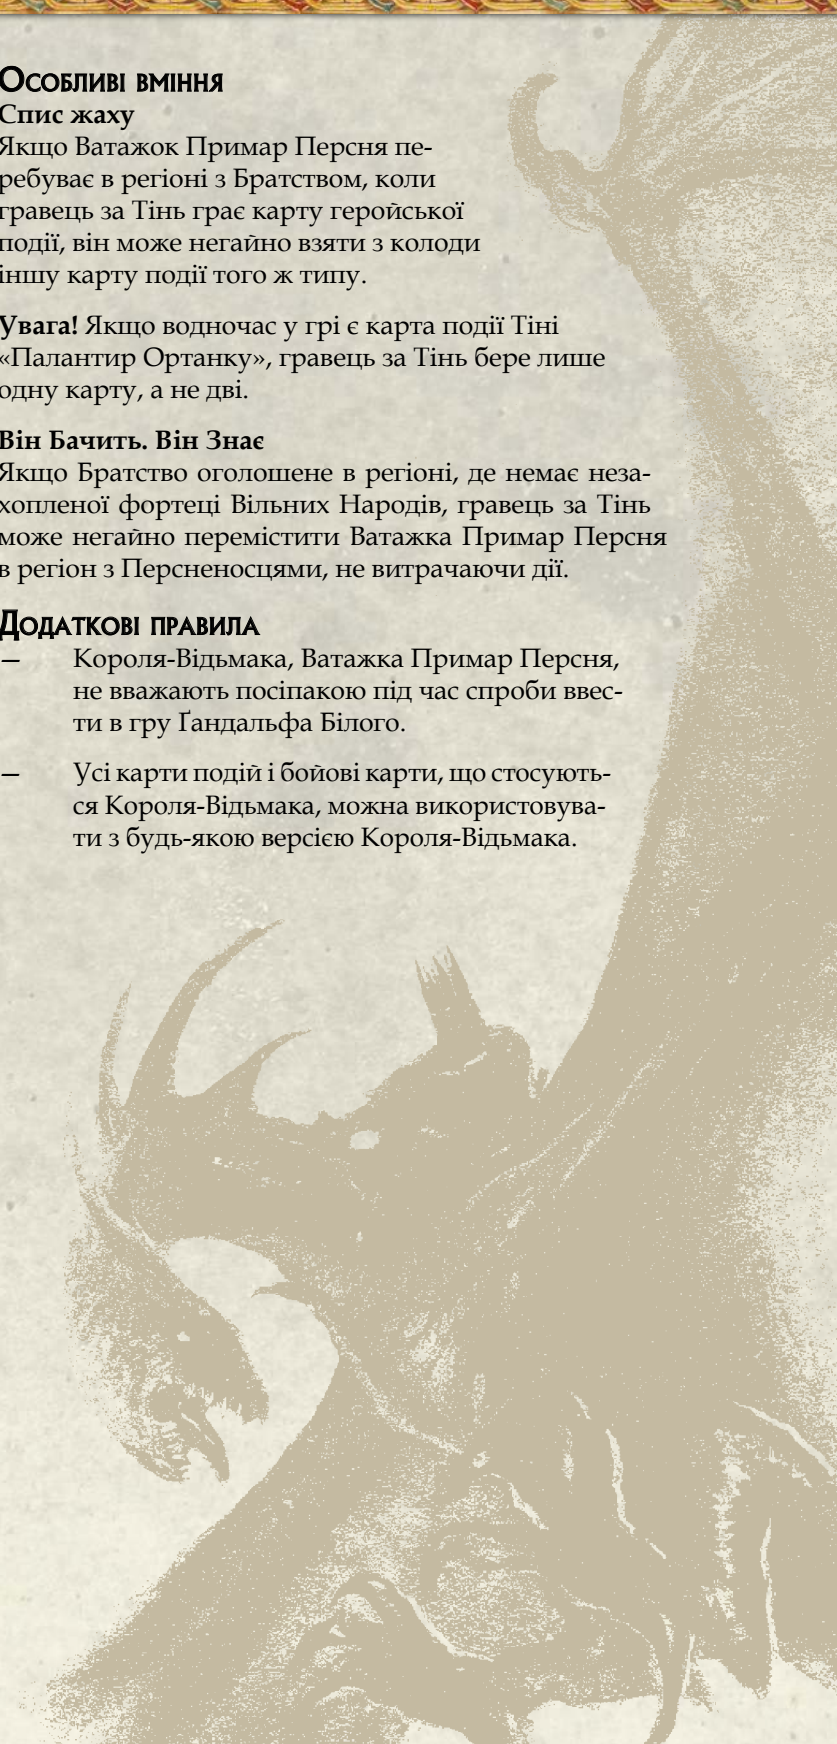 Особливі вміння
Спис жаху
Якщо Ватажок Примар Персня пе-
ребуває в регіоні з Братством, коли
гравець за Тінь грає карту геройської
події, він може негайно взяти з колоди
іншу карту події того ж типу.
Увага! Якщо водночас у грі є карта події Тіні
«Палантир Ортанку», гравець за Тінь бере лише
одну карту, а не дві.
Він Бачить. Він Знає
Якщо Братство оголошене в регіоні, де немає неза-
хопленої фортеці Вільних Народів, гравець за Тінь
може негайно перемістити Ватажка Примар Персня
в регіон з Персненосцями, не витрачаючи дії.
Додаткові правила
— Короля-Відьмака, Ватажка Примар Персня,
не вважають посіпакою під час спроби ввес-
ти в гру Ґандальфа Білого.
— Усі карти подій і бойові карти, що стосують-
ся Короля-Відьмака, можна використовува-
ти з будь-якою версією Короля-Відьмака.